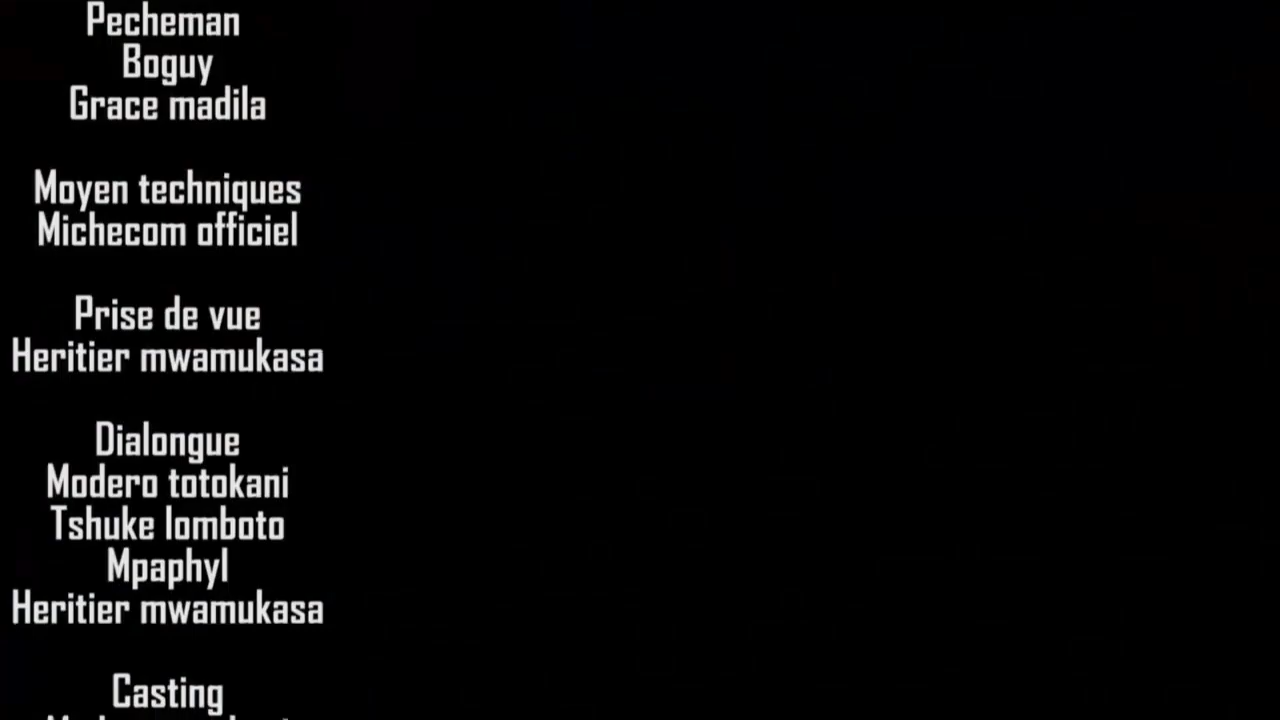 Pecheman
Boguy
Grace madila
Moyen techniques
Michecom officiel
Prise de vue
Heritier mwamukasa
Dialongue
Modero totokani
Tshuke lomboto
Mpaphyl
Heritier mwamukasa
Casting